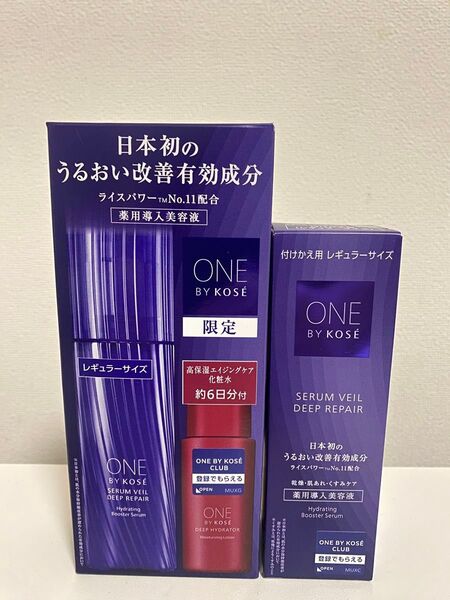 日本初の
うるおい改善有効成分
ライスパワー™No.11配合
薬用導入美容液
ONE
BY KOSÉ
限定
レギュラーサイズ
高保湿エイジングケア
化粧水
約6日分付
ONE
BY KOSÉ
SERUM VEIL
DEEP REPAIR
Hydrating
Booster Serum
ONE BY KOSÉ
CLUB
登録でもらえる
OPEN MUXG
ONE
BY KOSÉ
DEEP HYDRATOR
Moisturizing Lotion
付けかえ用 レギュラーサイズ
ONE
BY KOSÉ
SERUM VEIL
DEEP REPAIR
日本初の
うるおい改善有効成分
ライスパワー™No.11配合
乾燥・肌あれ・くすみケア
薬用導入美容液
Hydrating
Booster Serum
ONE BY KOSÉ
CLUB
登録でもらえる
OPEN MUXC